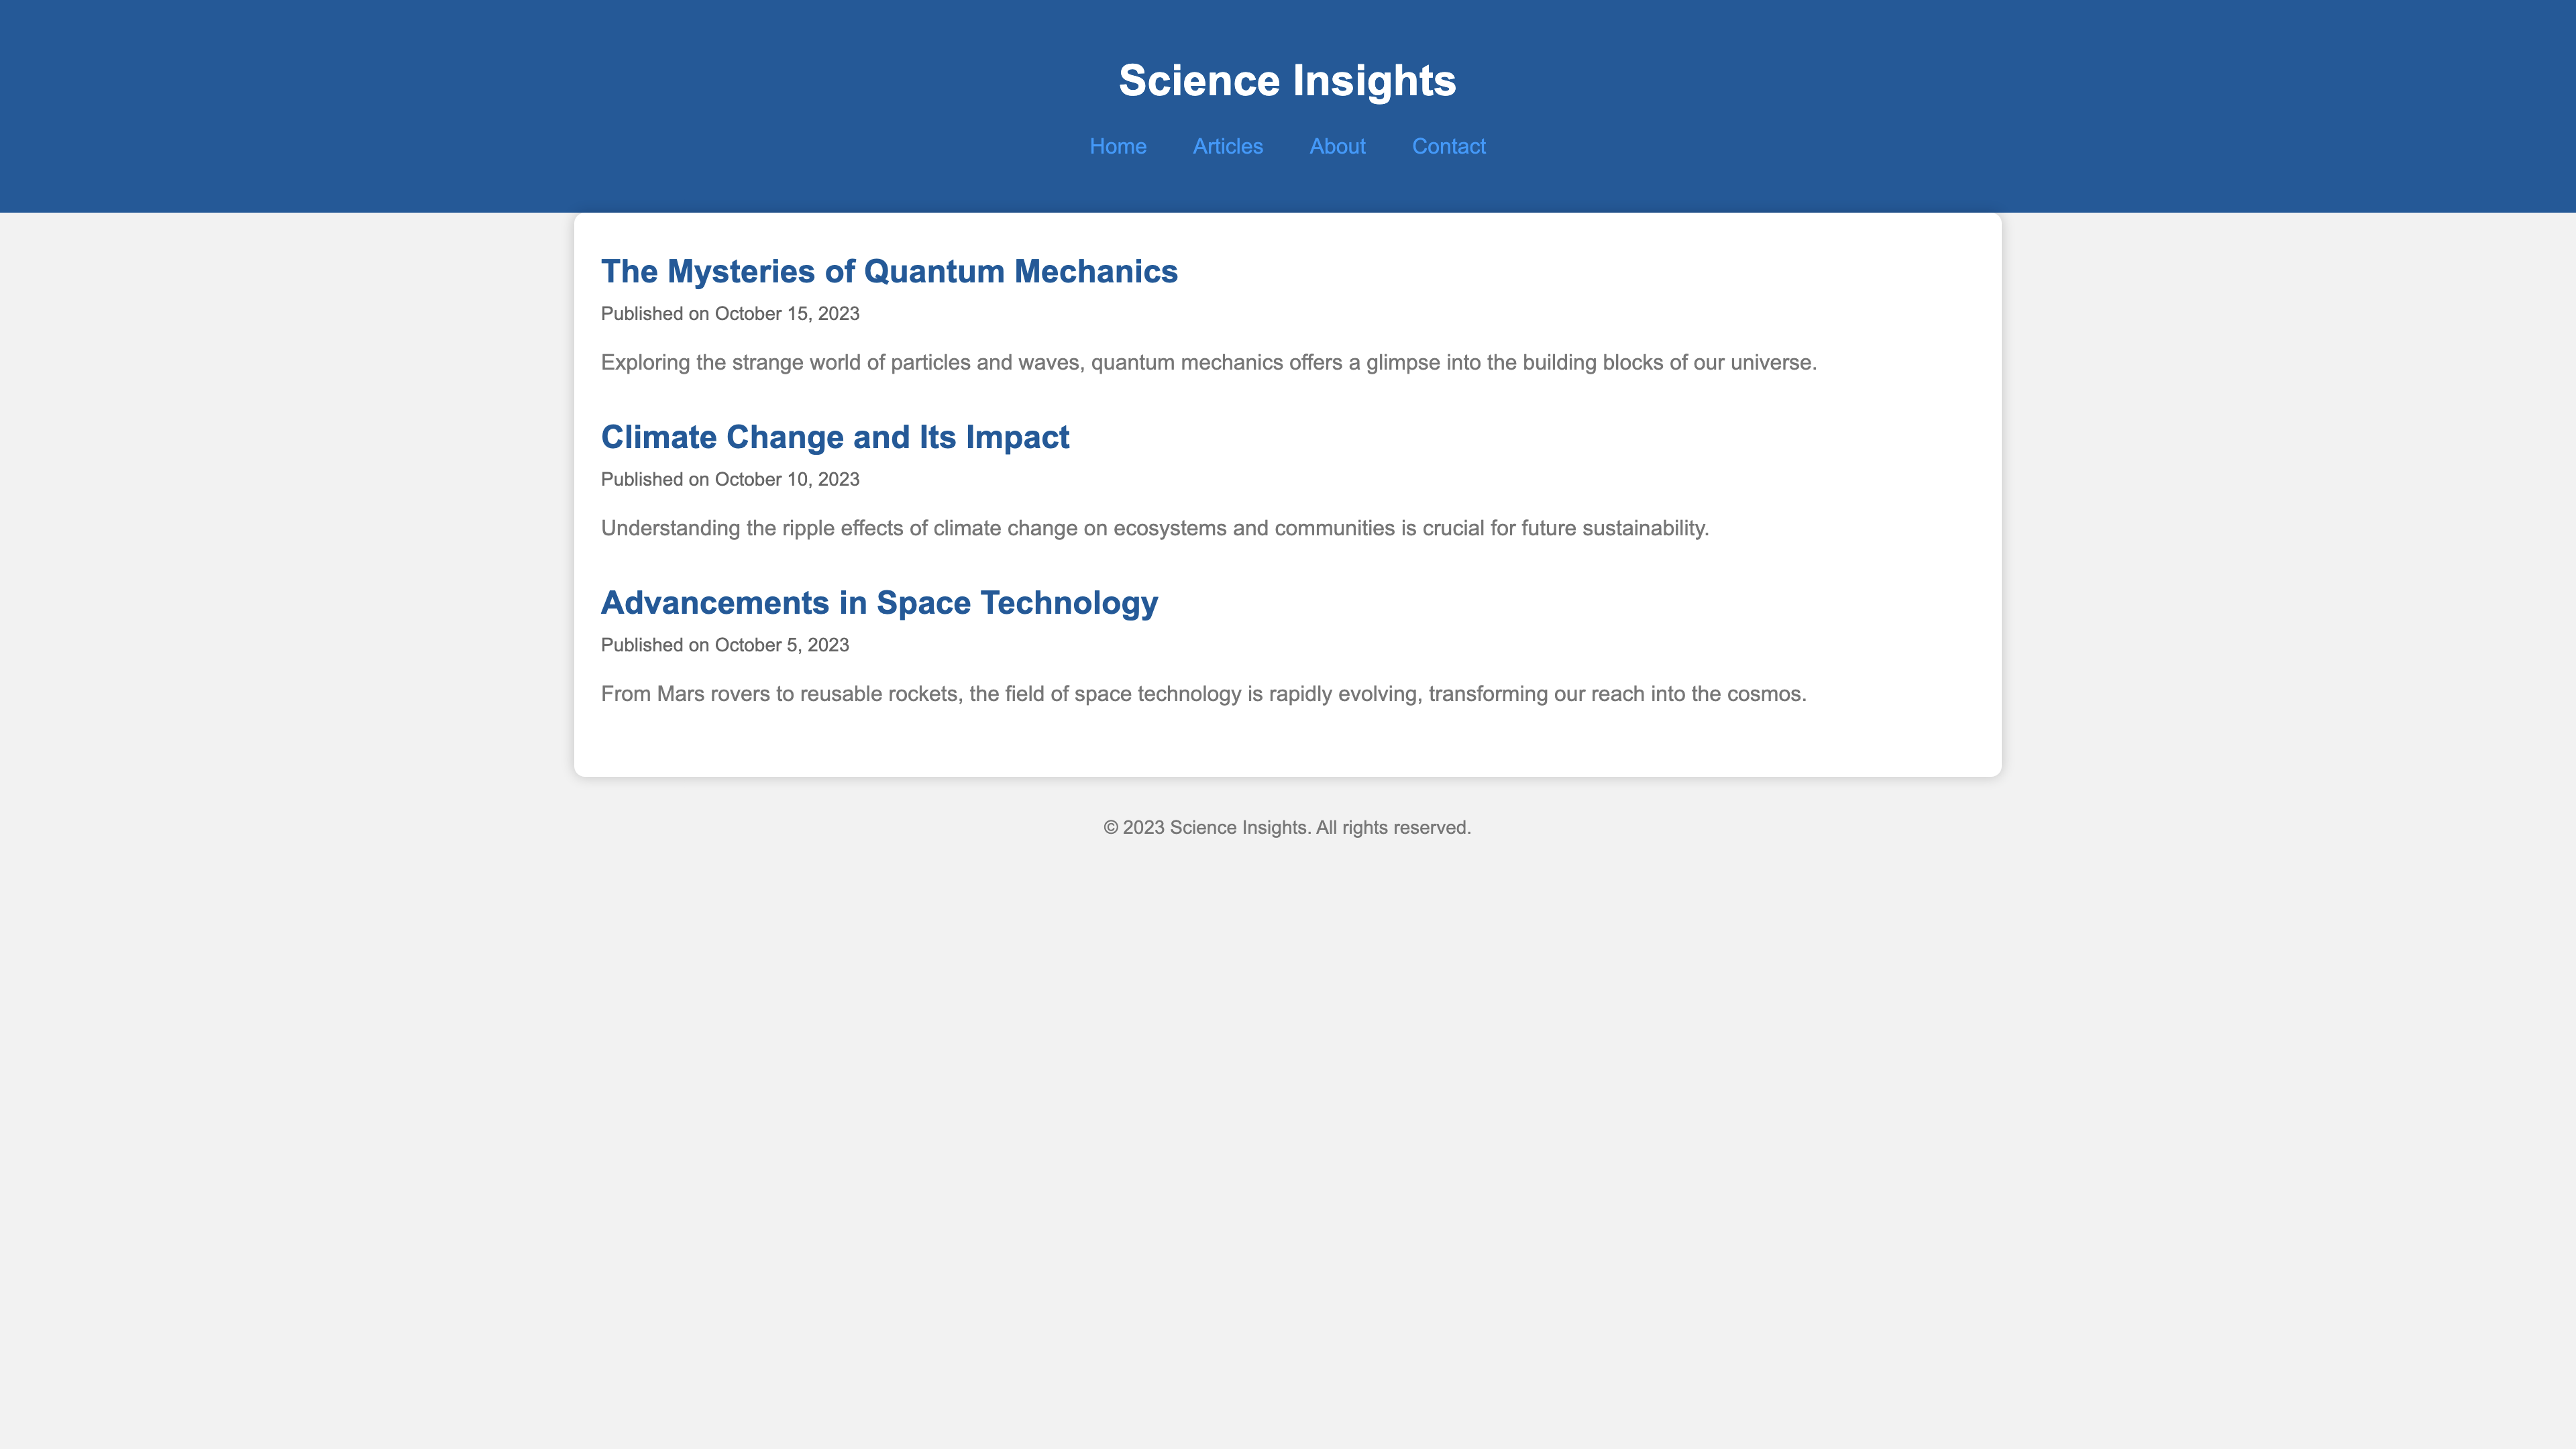 Science Insights
Home Articles About Contact
The Mysteries of Quantum Mechanics
Published on October 15, 2023
Exploring the strange world of particles and waves, quantum mechanics offers a glimpse into the building blocks of our universe.
Climate Change and Its Impact
Published on October 10, 2023
Understanding the ripple effects of climate change on ecosystems and communities is crucial for future sustainability.
Advancements in Space Technology
Published on October 5, 2023
From Mars rovers to reusable rockets, the field of space technology is rapidly evolving, transforming our reach into the cosmos.
© 2023 Science Insights. All rights reserved.